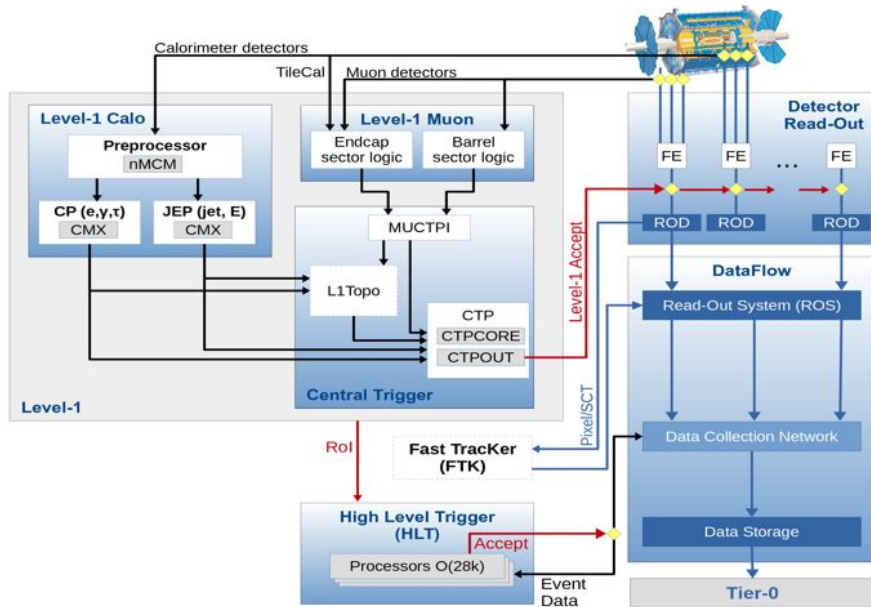 Calorimeter detectors
TileCal
Muon detectors
Level-1 Calo
Preprocessor
nMCM
CP (e,γ,τ)
CMX
JEP (jet, E)
CMX
Level-1 Muon
Endcap
sector logic
Barrel
sector logic
MUCTPI
L1Topo
CTP
CTPCORE
CTPOUT
Central Trigger
Level-1
Level-1 Accept
Detector
Read-Out
FE
FE
...
FE
ROD
ROD
ROD
DataFlow
Read-Out System (ROS)
Data Collection Network
Data Storage
Tier-0
Pixel/SCT
RoI
Fast TracKer
(FTK)
High Level Trigger
(HLT)
Accept
Processors O(28k)
Event
Data